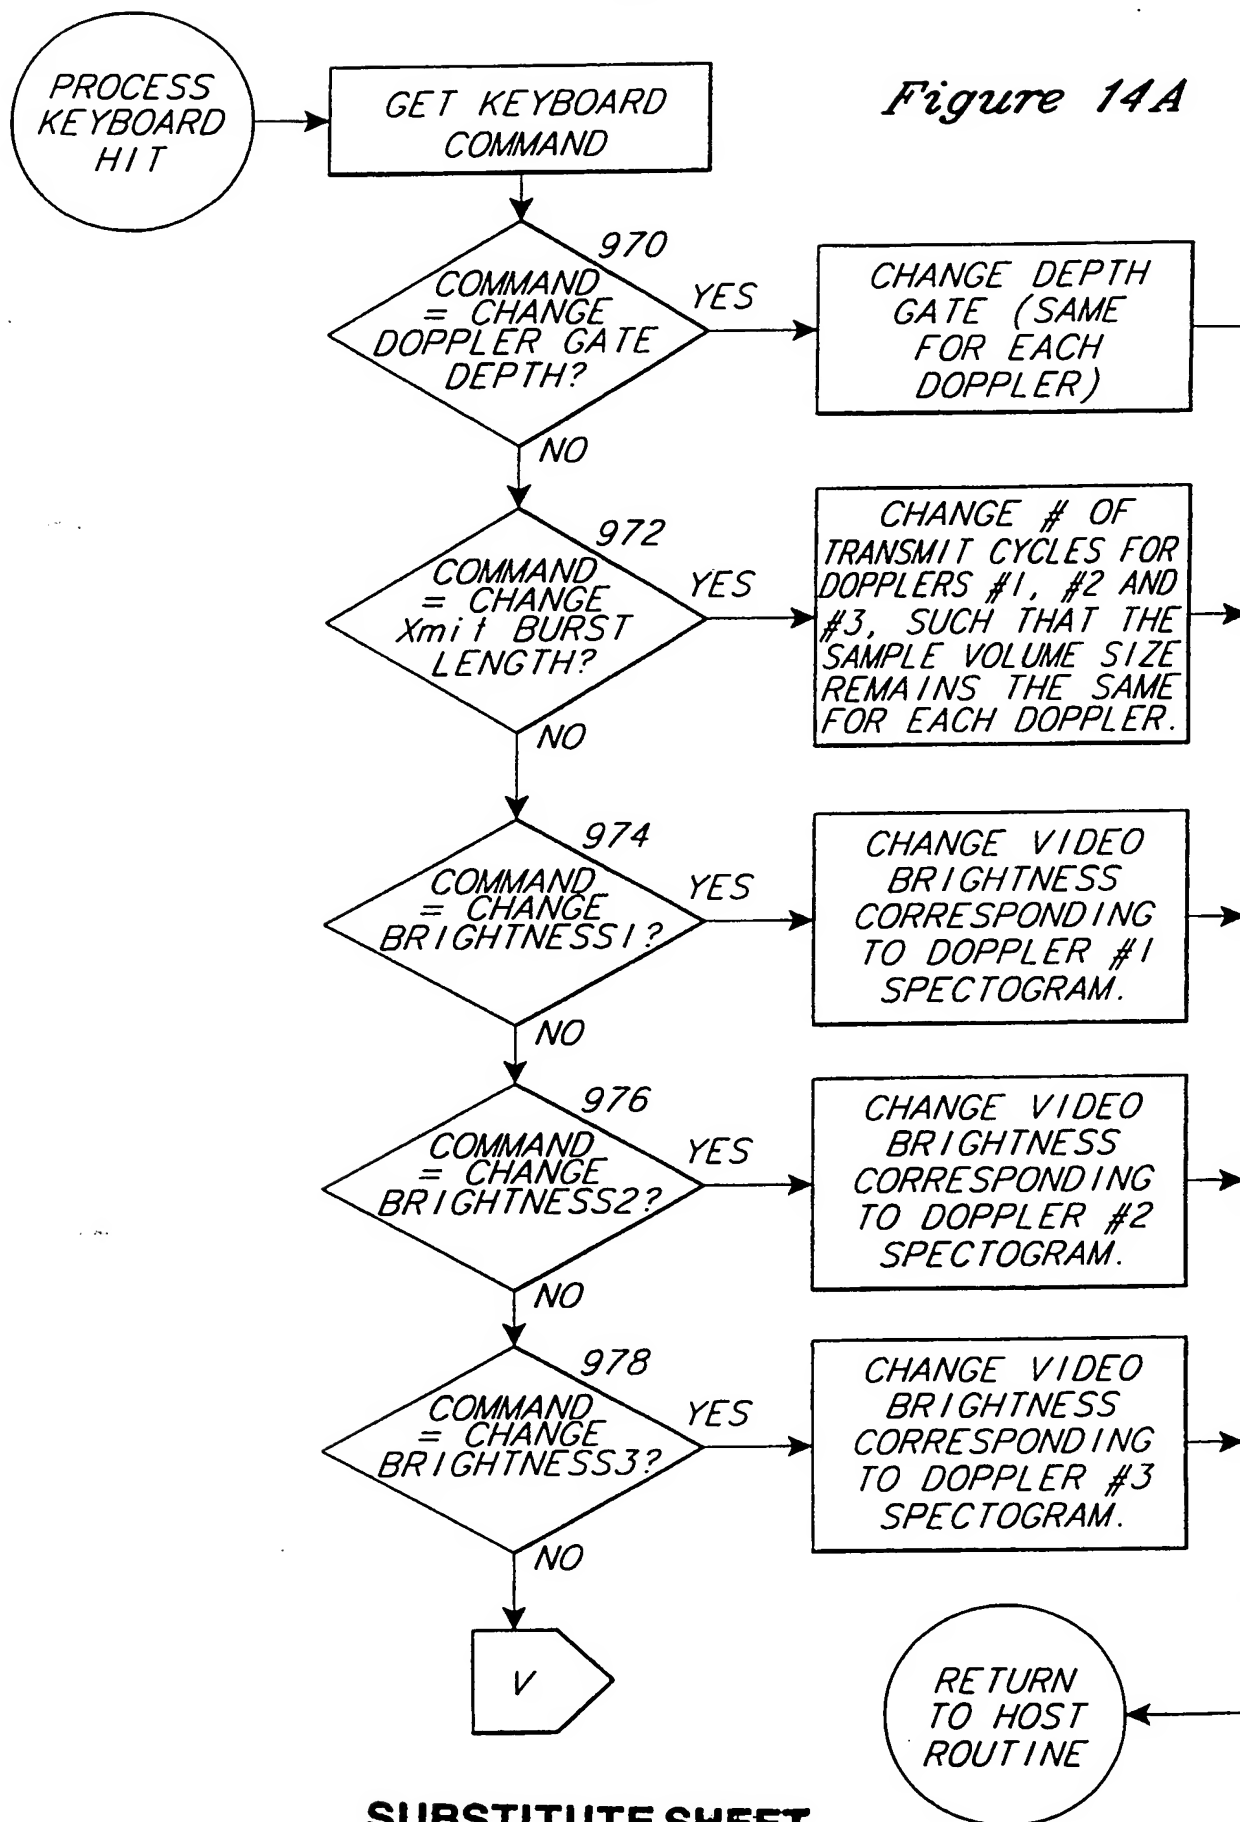 Figure 14A
PROCESS
KEYBOARD
HIT
GET KEYBOARD
COMMAND
970
COMMAND
= CHANGE
DOPPLER GATE
DEPTH?
YES
CHANGE DEPTH
GATE (SAME
FOR EACH
DOPPLER)
NO
972
COMMAND
= CHANGE
Xmit BURST
LENGTH?
YES
CHANGE # OF
TRANSMIT CYCLES FOR
DOPPLERS #1, #2 AND
#3, SUCH THAT THE
SAMPLE VOLUME SIZE
REMAINS THE SAME
FOR EACH DOPPLER.
NO
974
COMMAND
= CHANGE
BRIGHTNESS1?
YES
CHANGE VIDEO
BRIGHTNESS
CORRESPONDING
TO DOPPLER #1
SPECTOGRAM.
NO
976
COMMAND
= CHANGE
BRIGHTNESS2?
YES
CHANGE VIDEO
BRIGHTNESS
CORRESPONDING
TO DOPPLER #2
SPECTOGRAM.
NO
978
COMMAND
= CHANGE
BRIGHTNESS3?
YES
CHANGE VIDEO
BRIGHTNESS
CORRESPONDING
TO DOPPLER #3
SPECTOGRAM.
NO
V
RETURN
TO HOST
ROUTINE
SUBSTITUTE SHEET